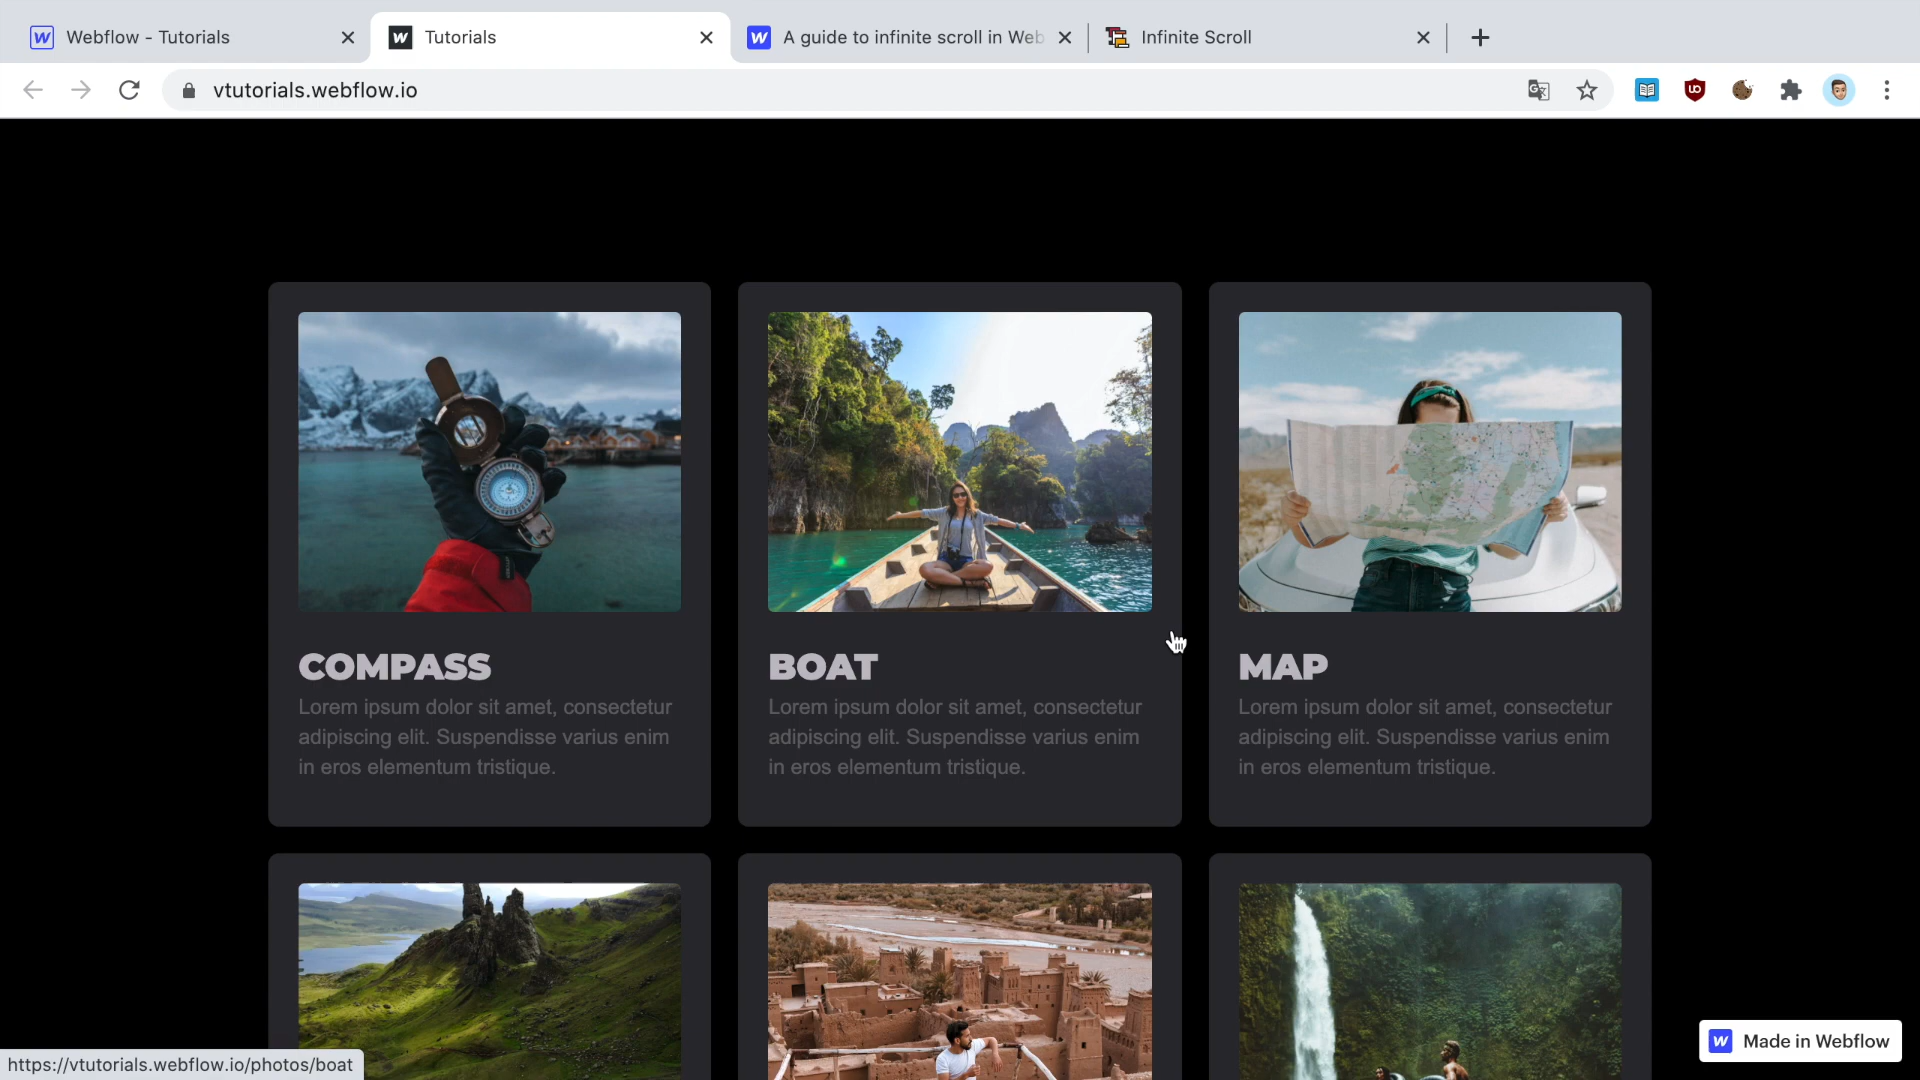 Webflow - Tutorials
Tutorials
A guide to infinite scroll in Web
Infinite Scroll
vtutorials.webflow.io
COMPASS
Lorem ipsum dolor sit amet, consectetur
adipiscing elit. Suspendisse varius enim
in eros elementum tristique.
BOAT
Lorem ipsum dolor sit amet, consectetur
adipiscing elit. Suspendisse varius enim
in eros elementum tristique.
MAP
Lorem ipsum dolor sit amet, consectetur
adipiscing elit. Suspendisse varius enim
in eros elementum tristique.
Made in Webflow
https://vtutorials.webflow.io/photos/boat